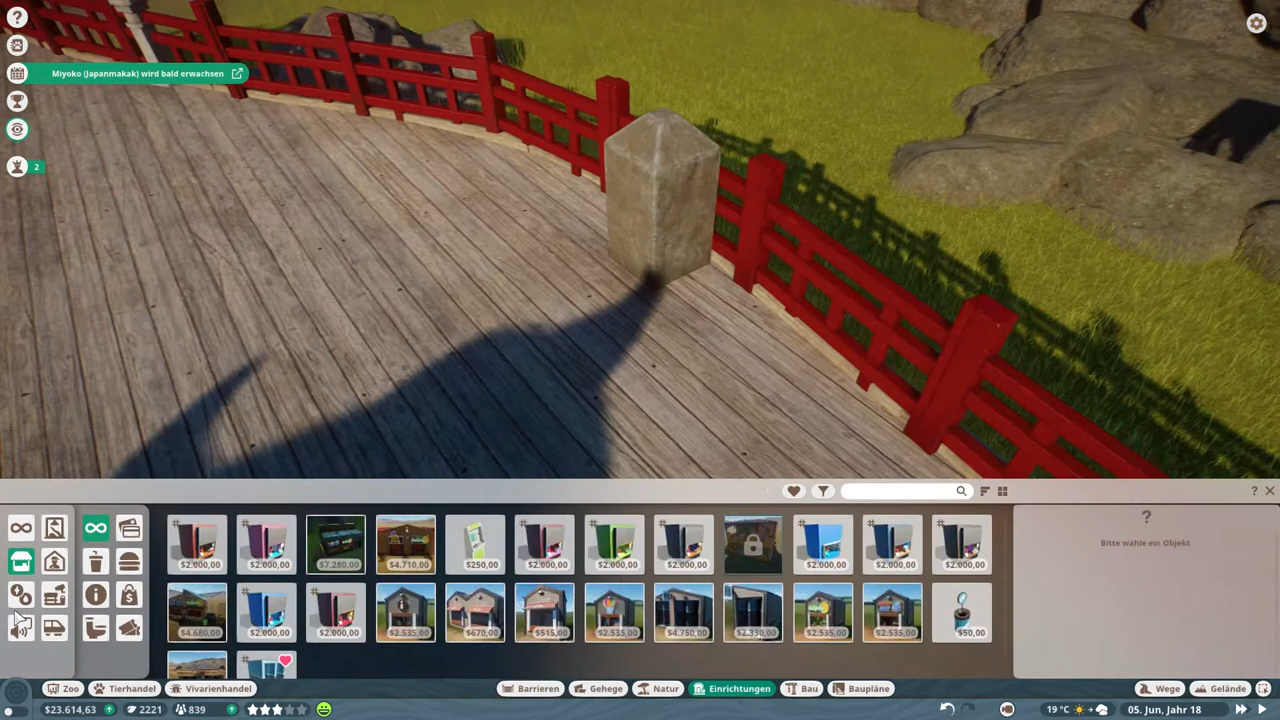 ?
Miyoko (Japanmakak) wird bald erwachsen
2
?
?
Bitte wähle ein Objekt
$2.000,00 $2.000,00 $7.280,00 $4.710,00 $250,00 $2.000,00 $2.000,00 $2.000,00 $2.000,00 $2.000,00 $2.000,00
$4.680,00 $2.000,00 $2.000,00 $2.535,00 $670,00 $515,00 $2.535,00 $4.750,00 $2.330,00 $2.535,00 $2.535,00 $50,00
Zoo Tierhandel Vivarienhandel Barrieren Gehege Natur Einrichtungen Bau Baupläne Wege Gelände
$23.614,63 2221 839 19 °C 05. Jun, Jahr 18